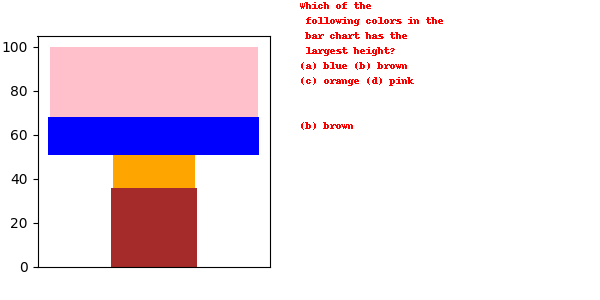 Which of the
following colors in the
bar chart has the
largest height?
(a) blue (b) brown
(c) orange (d) pink
(b) brown
100
80
60
40
20
0